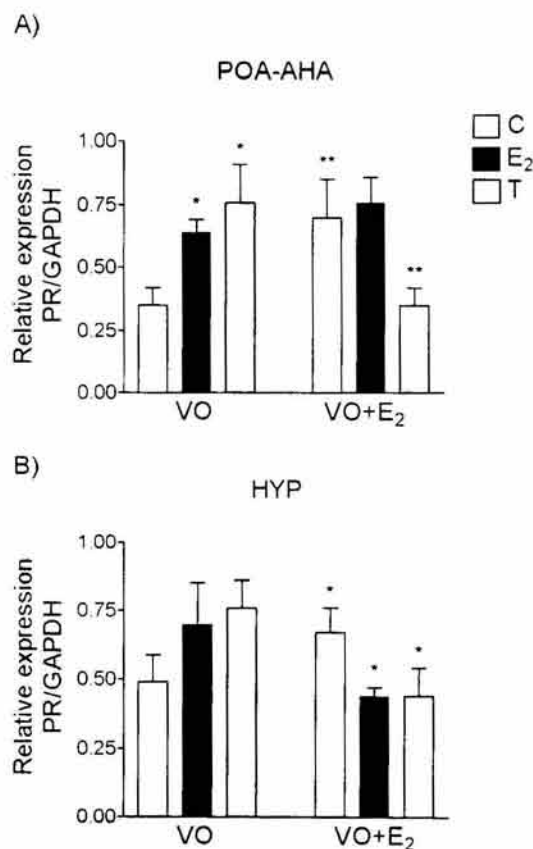 A)
POA-AHA
C
E₂
T
Relative expression
PR/GAPDH
1.00
0.75
0.50
0.25
0.00
*
*
**
**
VO
VO+E₂
B)
HYP
Relative expression
PR/GAPDH
1.00
0.75
0.50
0.25
0.00
*
*
*
VO
VO+E₂